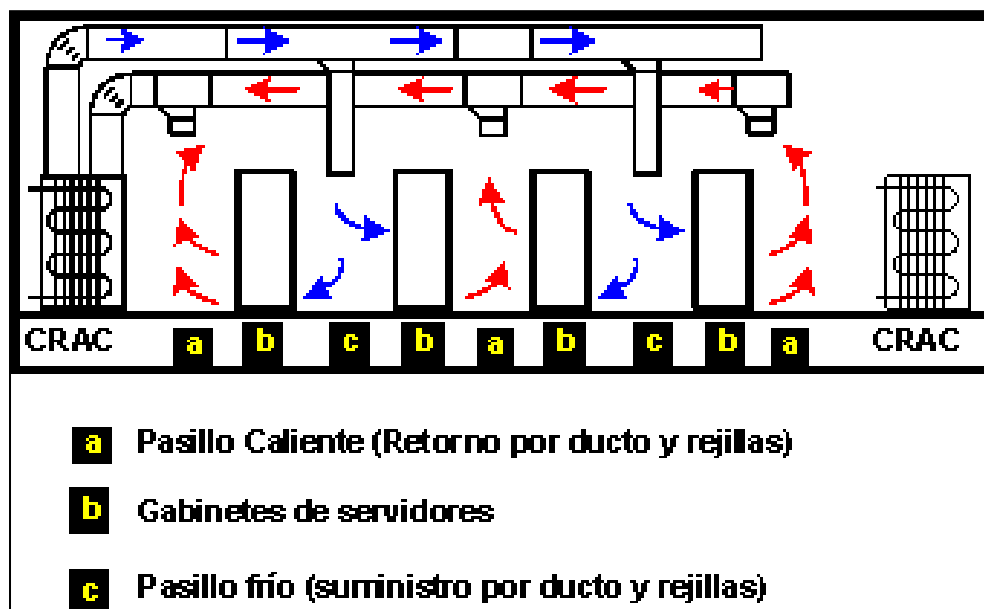 CRAC a b c b a b c b a CRAC
a Pasillo Caliente (Retorno por ducto y rejillas)
b Gabinetes de servidores
c Pasillo frío (suministro por ducto y rejillas)